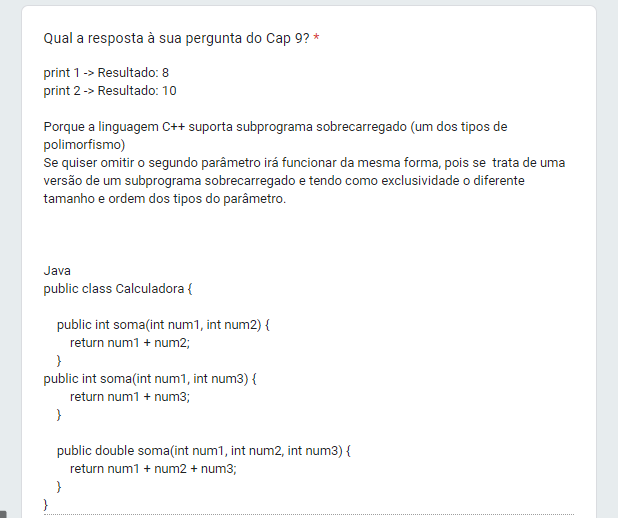 Qual a resposta à sua pergunta do Cap 9? *
print 1 -> Resultado: 8
print 2 -> Resultado: 10
Porque a linguagem C++ suporta subprograma sobrecarregado (um dos tipos de
polimorfismo)
Se quiser omitir o segundo parâmetro irá funcionar da mesma forma, pois se  trata de uma
versão de um subprograma sobrecarregado e tendo como exclusividade o diferente
tamanho e ordem dos tipos do parâmetro.
Java
public class Calculadora {
public int soma(int num1, int num2) {
return num1 + num2;
}
public int soma(int num1, int num3) {
return num1 + num3;
}
public double soma(int num1, int num2, int num3) {
return num1 + num2 + num3;
}
}